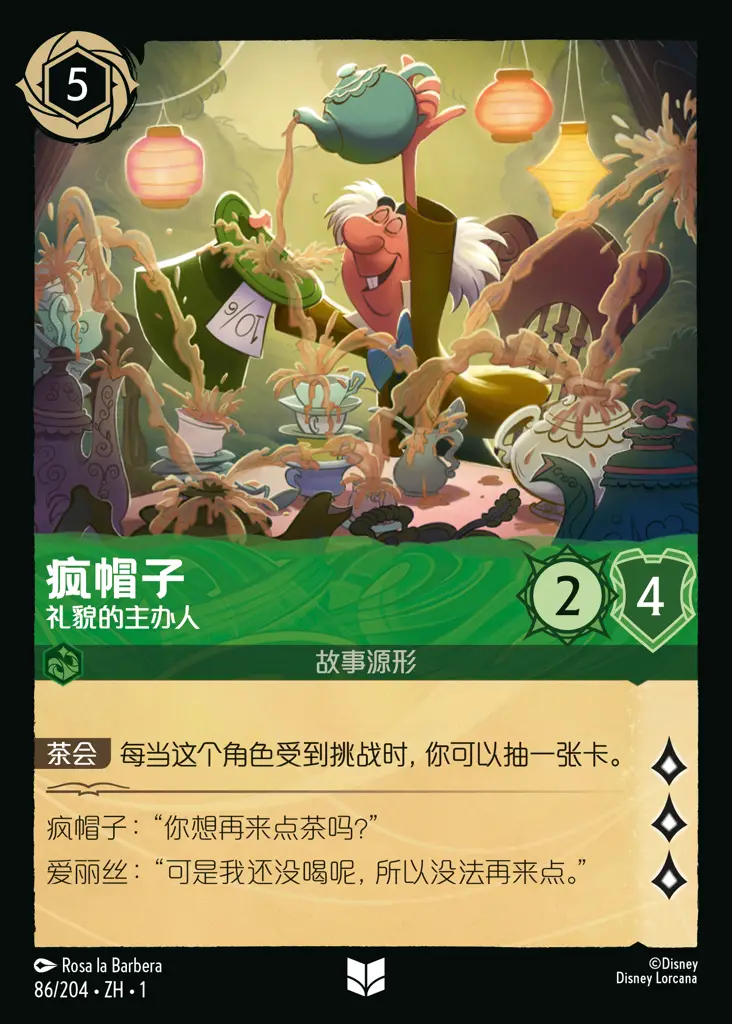 5
10/6
疯帽子
礼貌的主办人
2
4
故事源形
茶会 每当这个角色受到挑战时,你可以抽一张卡。
疯帽子:“你想再来点茶吗?”
爱丽丝:“可是我还没喝呢,所以没法再来点。”
Rosa la Barbera
86/204 • ZH • 1
©Disney
Disney Lorcana